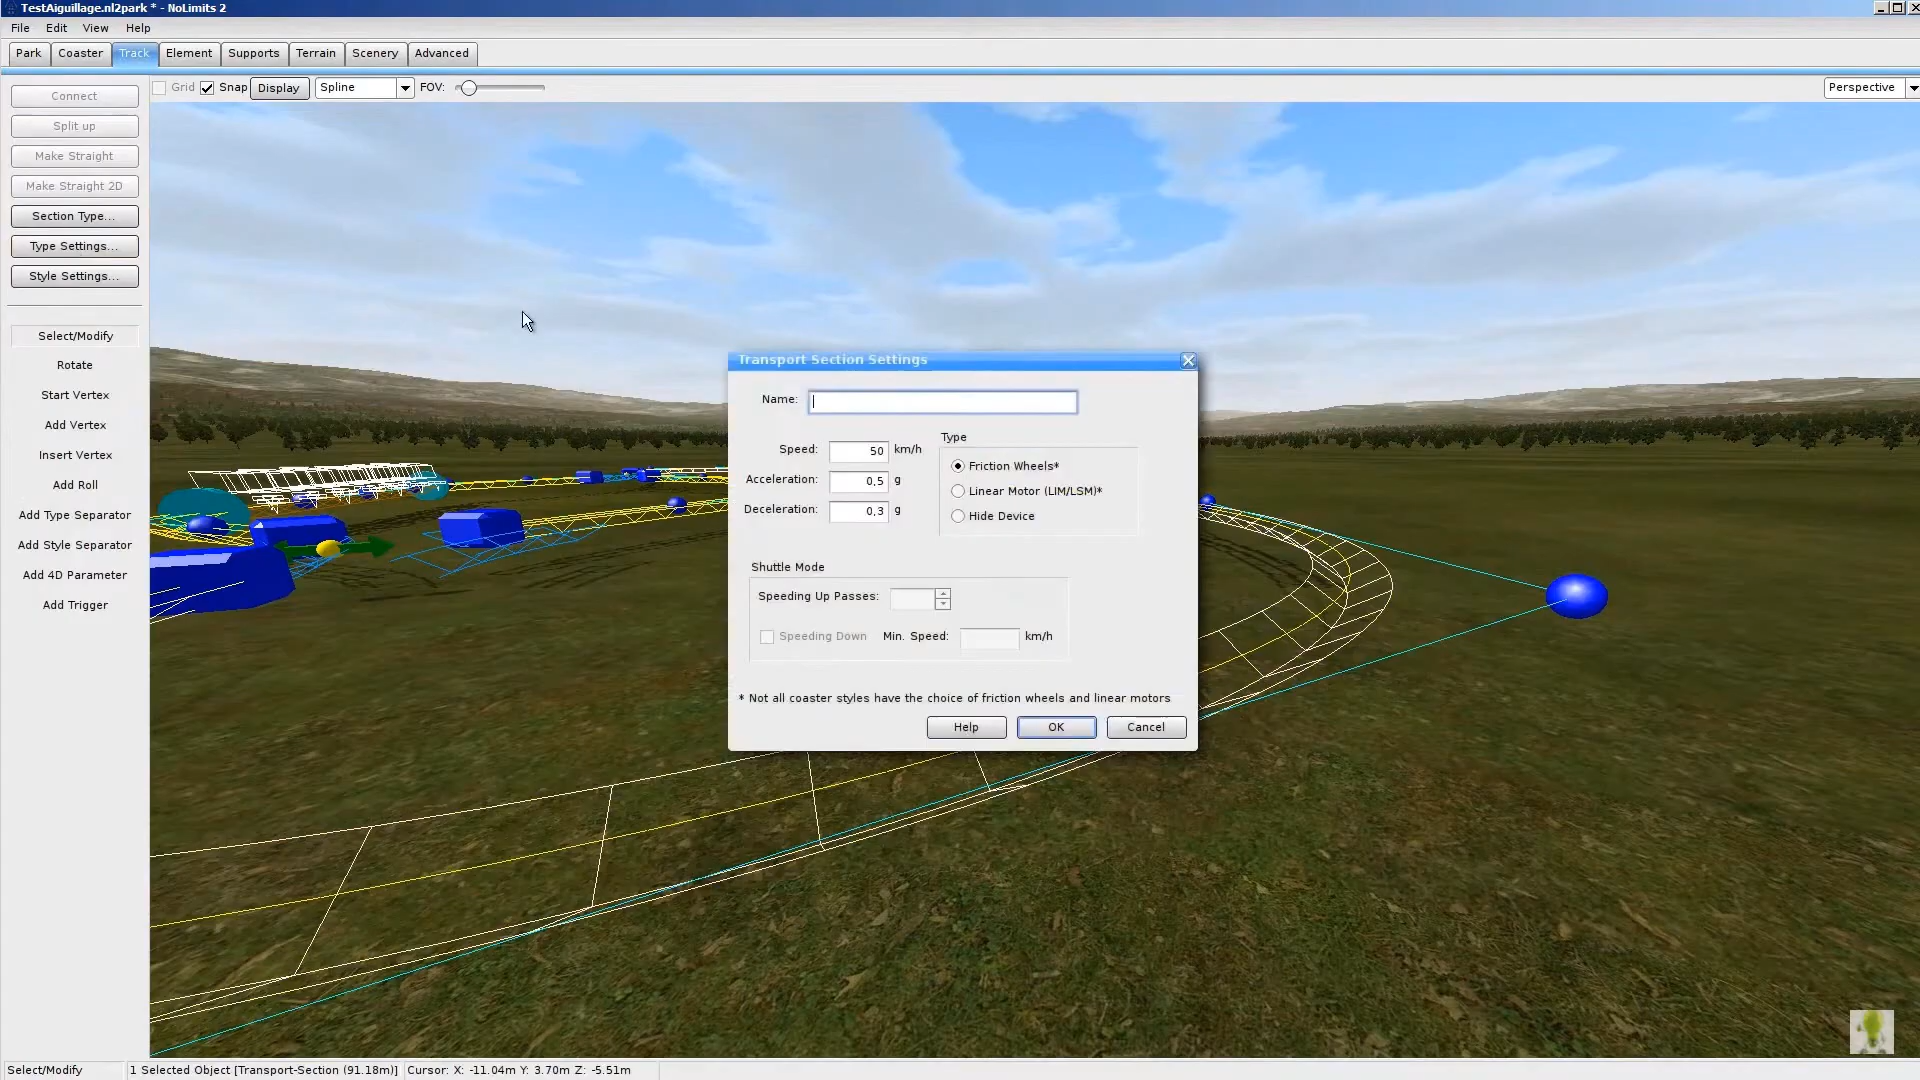 TestAiguillage.nl2park * - NoLimits 2
File Edit View Help
Park Coaster Track Element Supports Terrain Scenery Advanced
Grid Snap Display Spline FOV: Perspective
Connect
Split up
Make Straight
Make Straight 2D
Section Type...
Type Settings...
Style Settings...
Select/Modify
Rotate
Start Vertex
Add Vertex
Insert Vertex
Add Roll
Add Type Separator
Add Style Separator
Add 4D Parameter
Add Trigger
Transport Section Settings
Name:
Speed: 50 km/h
Acceleration: 0,5 g
Deceleration: 0,3 g
Type
Friction Wheels*
Linear Motor (LIM/LSM)*
Hide Device
Shuttle Mode
Speeding Up Passes:
Speeding Down Min. Speed: km/h
* Not all coaster styles have the choice of friction wheels and linear motors
Help OK Cancel
Select/Modify 1 Selected Object [Transport-Section (91.18m)] Cursor: X: -11.04m Y: 3.70m Z: -5.51m